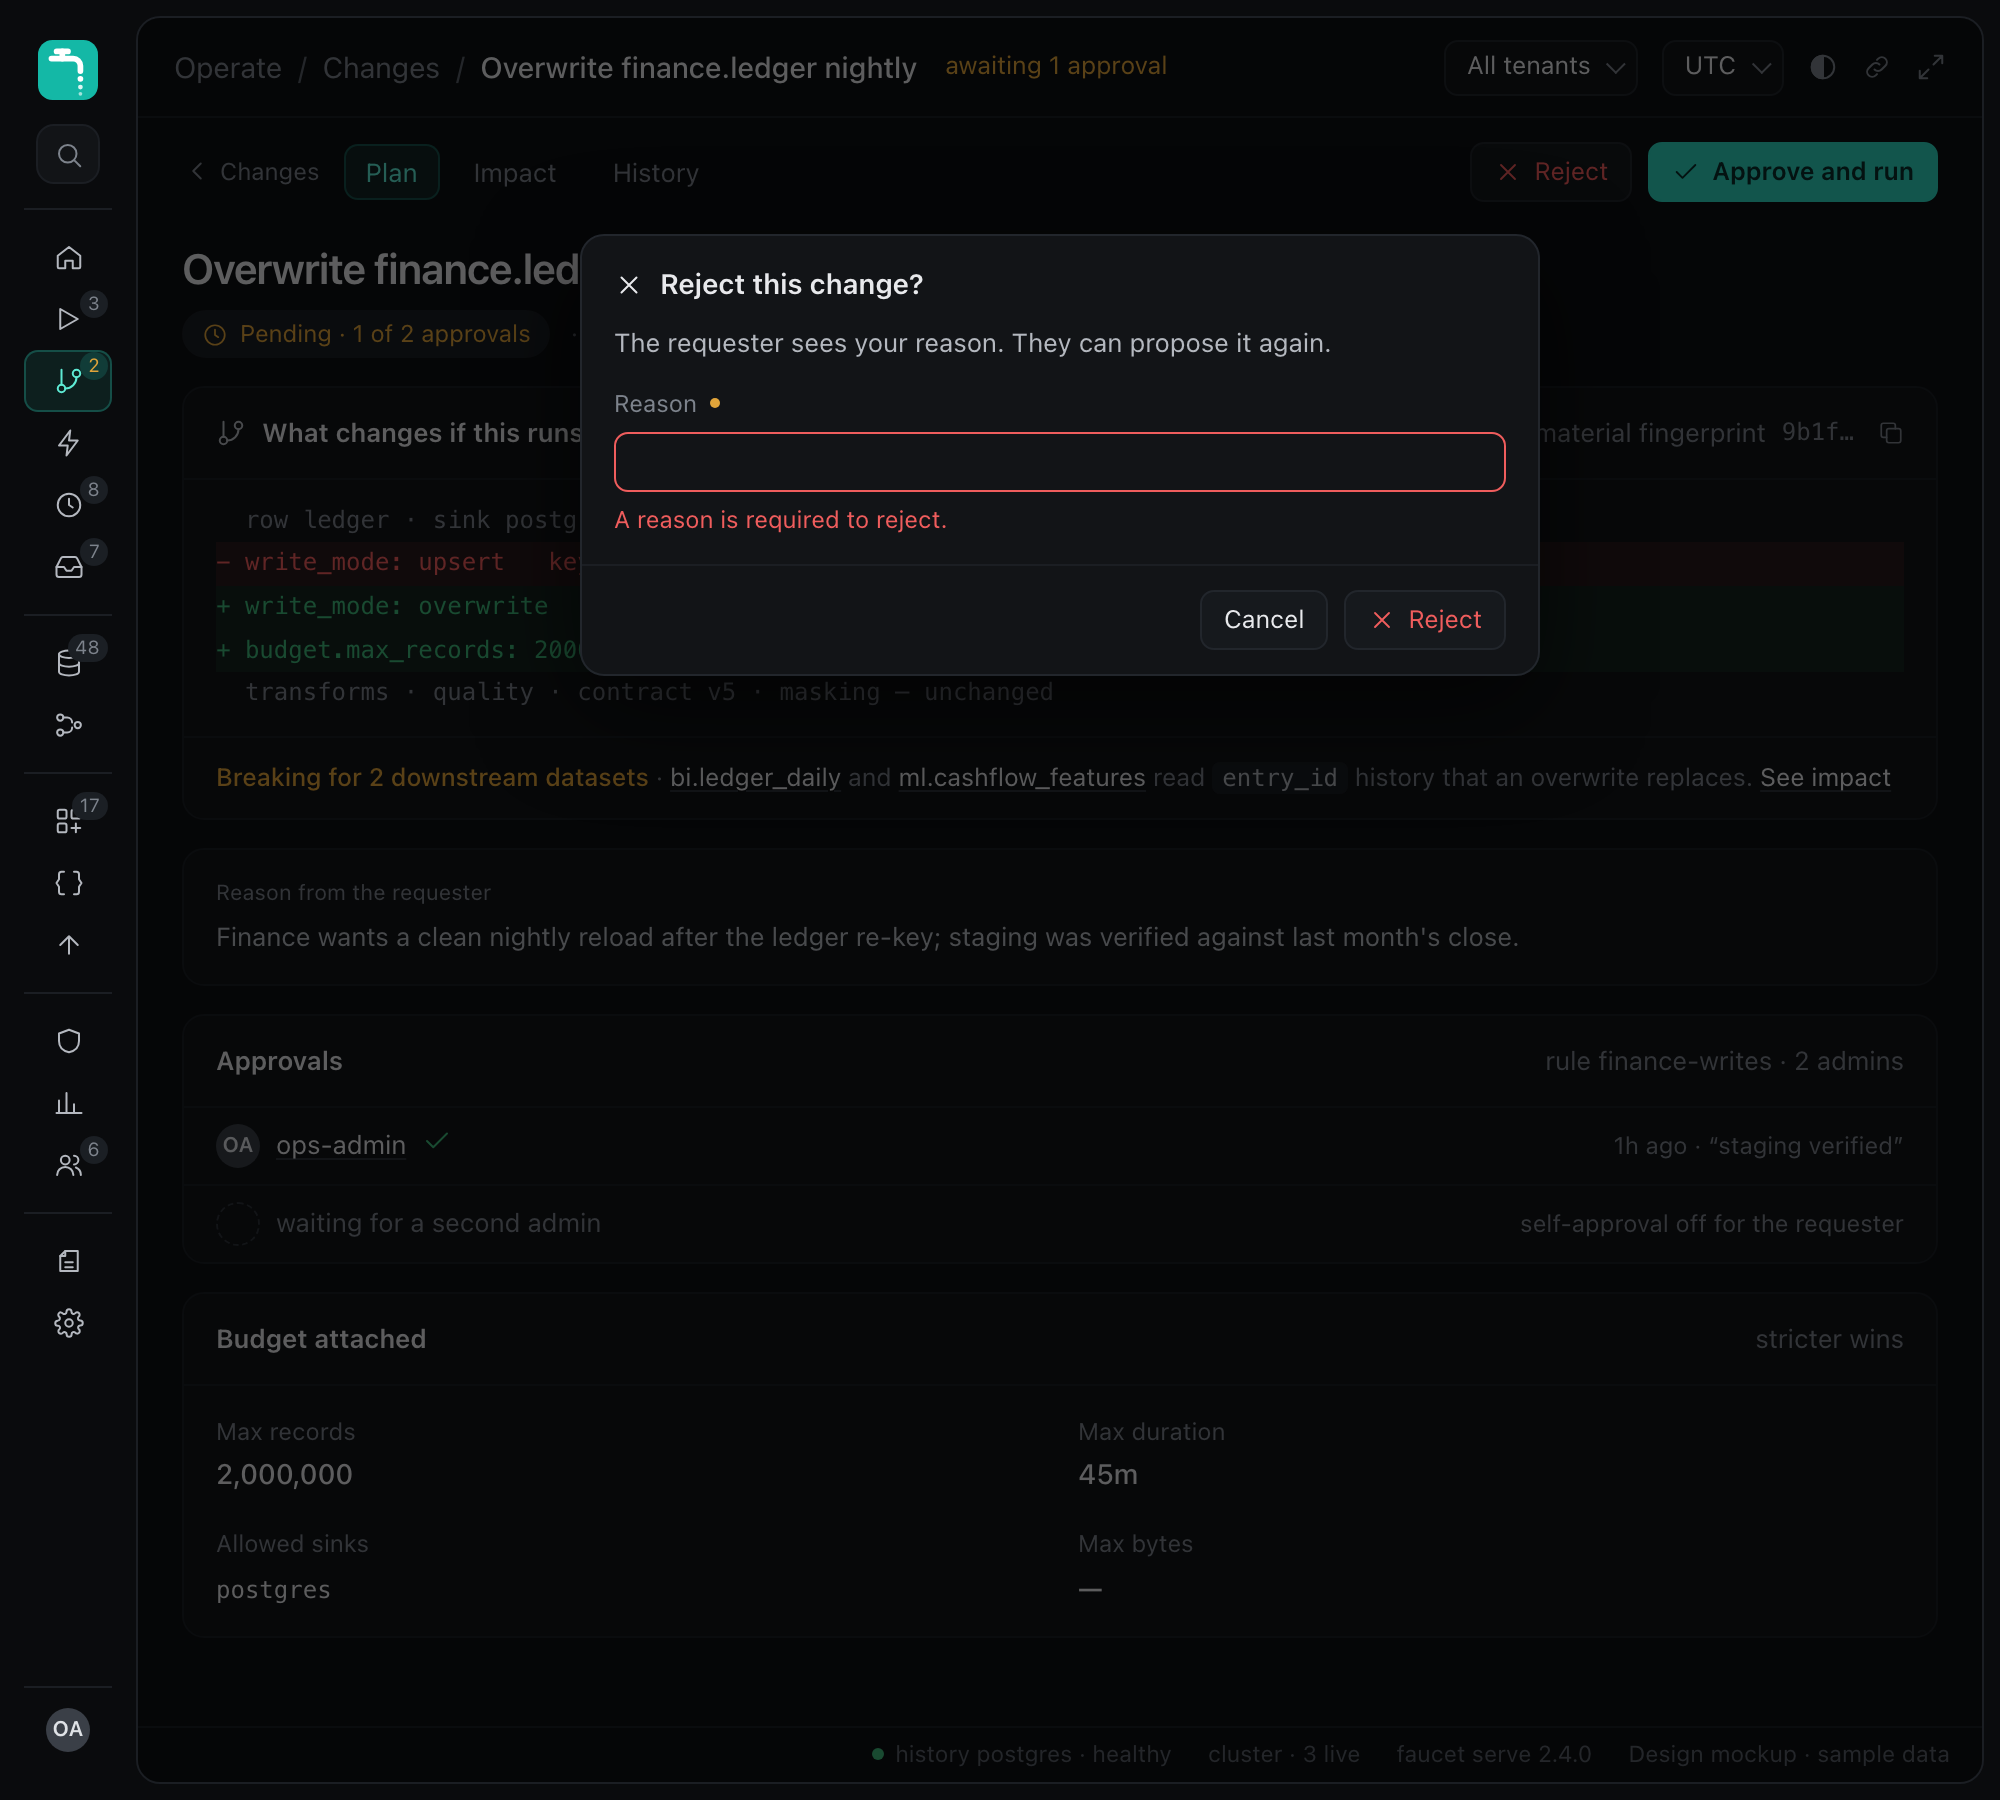 Operate / Changes / Overwrite finance.ledger nightly awaiting 1 approval
All tenants UTC
Changes Plan Impact History
Reject Approve and run
Overwrite finance.led
Pending · 1 of 2 approvals ·
Reject this change?
The requester sees your reason. They can propose it again.
Reason
A reason is required to reject.
Cancel Reject
What changes if this runs
material fingerprint 9b1f…
row ledger · sink postg
− write_mode: upsert
+ write_mode: overwrite
+ budget.max_records: 200
transforms · quality · contract v5 · masking — unchanged
Breaking for 2 downstream datasets · bi.ledger_daily and ml.cashflow_features read entry_id history that an overwrite replaces. See impact
Reason from the requester
Finance wants a clean nightly reload after the ledger re-key; staging was verified against last month's close.
Approvals
rule finance-writes · 2 admins
OA ops-admin
1h ago · “staging verified”
waiting for a second admin
self-approval off for the requester
Budget attached
stricter wins
Max records
2,000,000
Max duration
45m
Allowed sinks
postgres
Max bytes
—
3
2
8
7
48
17
6
OA
history postgres · healthy cluster · 3 live faucet serve 2.4.0 Design mockup · sample data